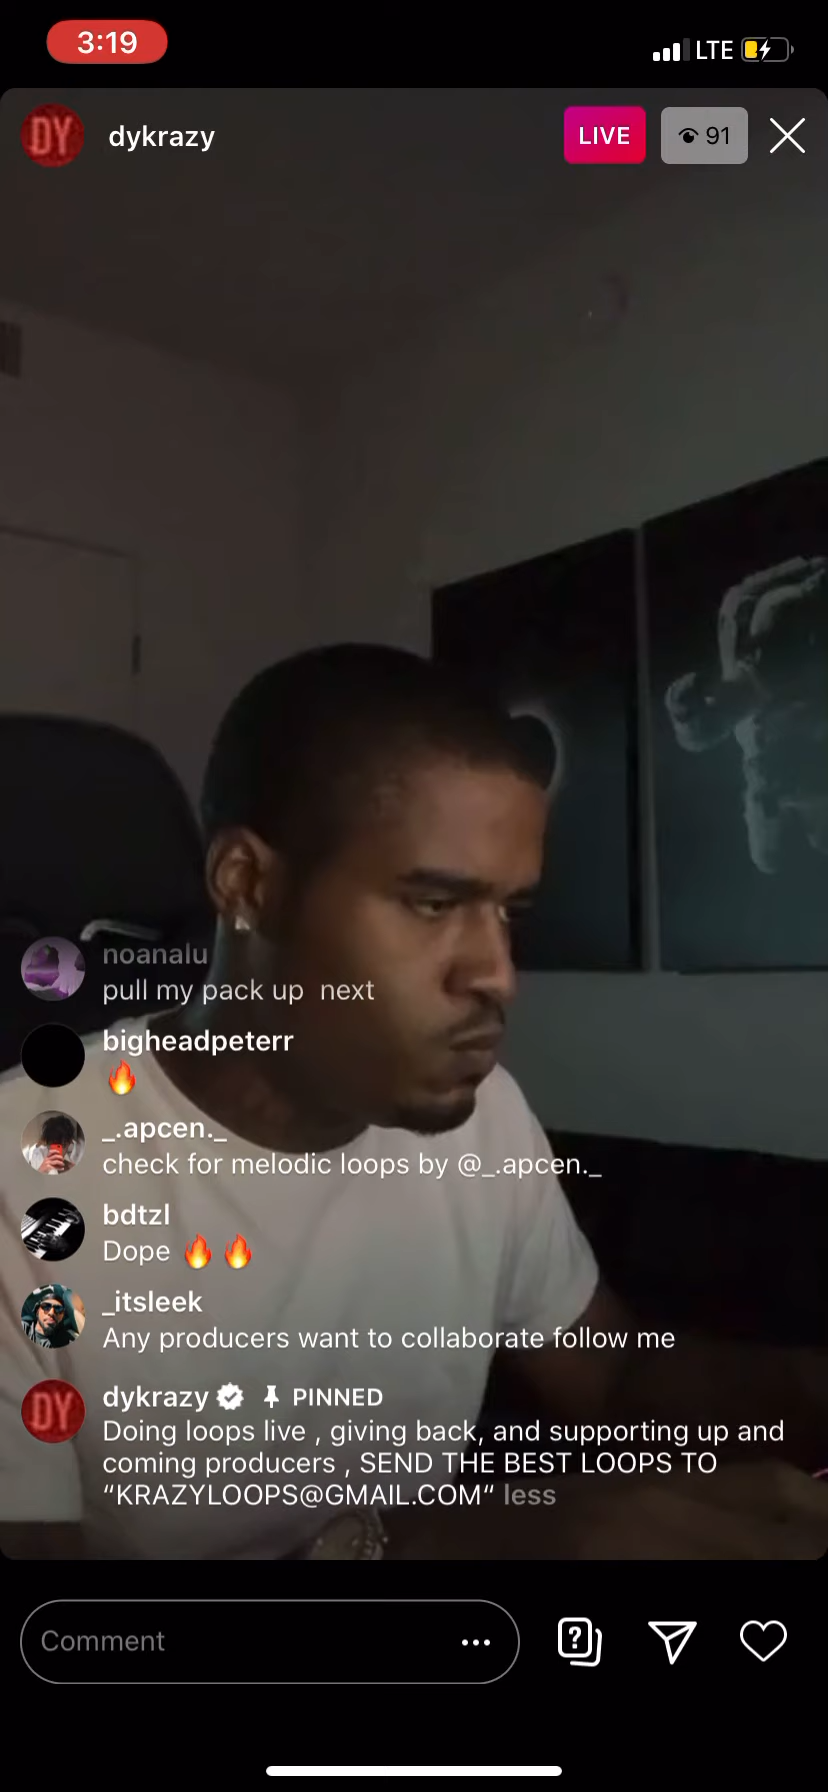 3:19
LTE
DY
dykrazy
LIVE
91
noanalu
pull my pack up next
bigheadpeterr
🔥
_.apcen._
check for melodic loops by @_.apcen._
bdtzl
Dope 🔥🔥
_itsleek
Any producers want to collaborate follow me
DY
dykrazy PINNED
Doing loops live , giving back, and supporting up and
coming producers , SEND THE BEST LOOPS TO
“KRAZYLOOPS@GMAIL.COM“ less
Comment
?